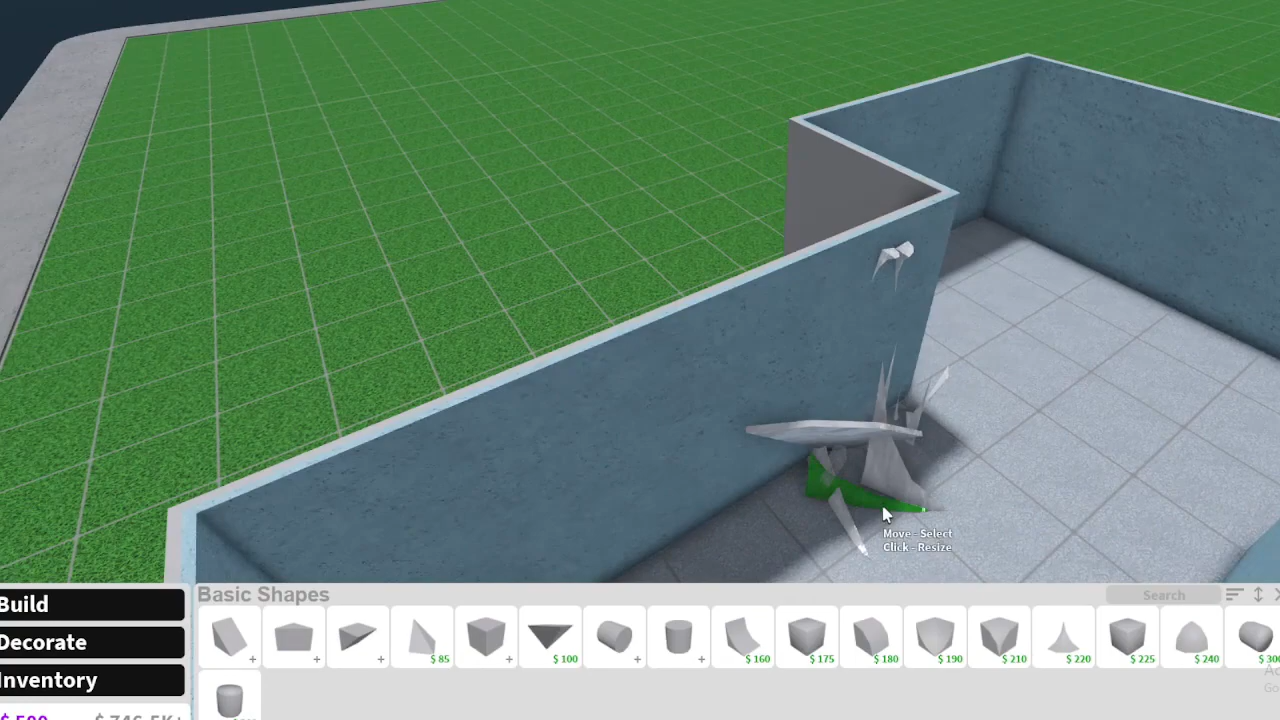 Move - Select
Click - Resize
Build
Decorate
Inventory
Basic Shapes
Search
+
+
+
$ 85
+
$ 100
+
+
$ 160
$ 175
$ 180
$ 190
$ 210
$ 220
$ 225
$ 240
$ 300